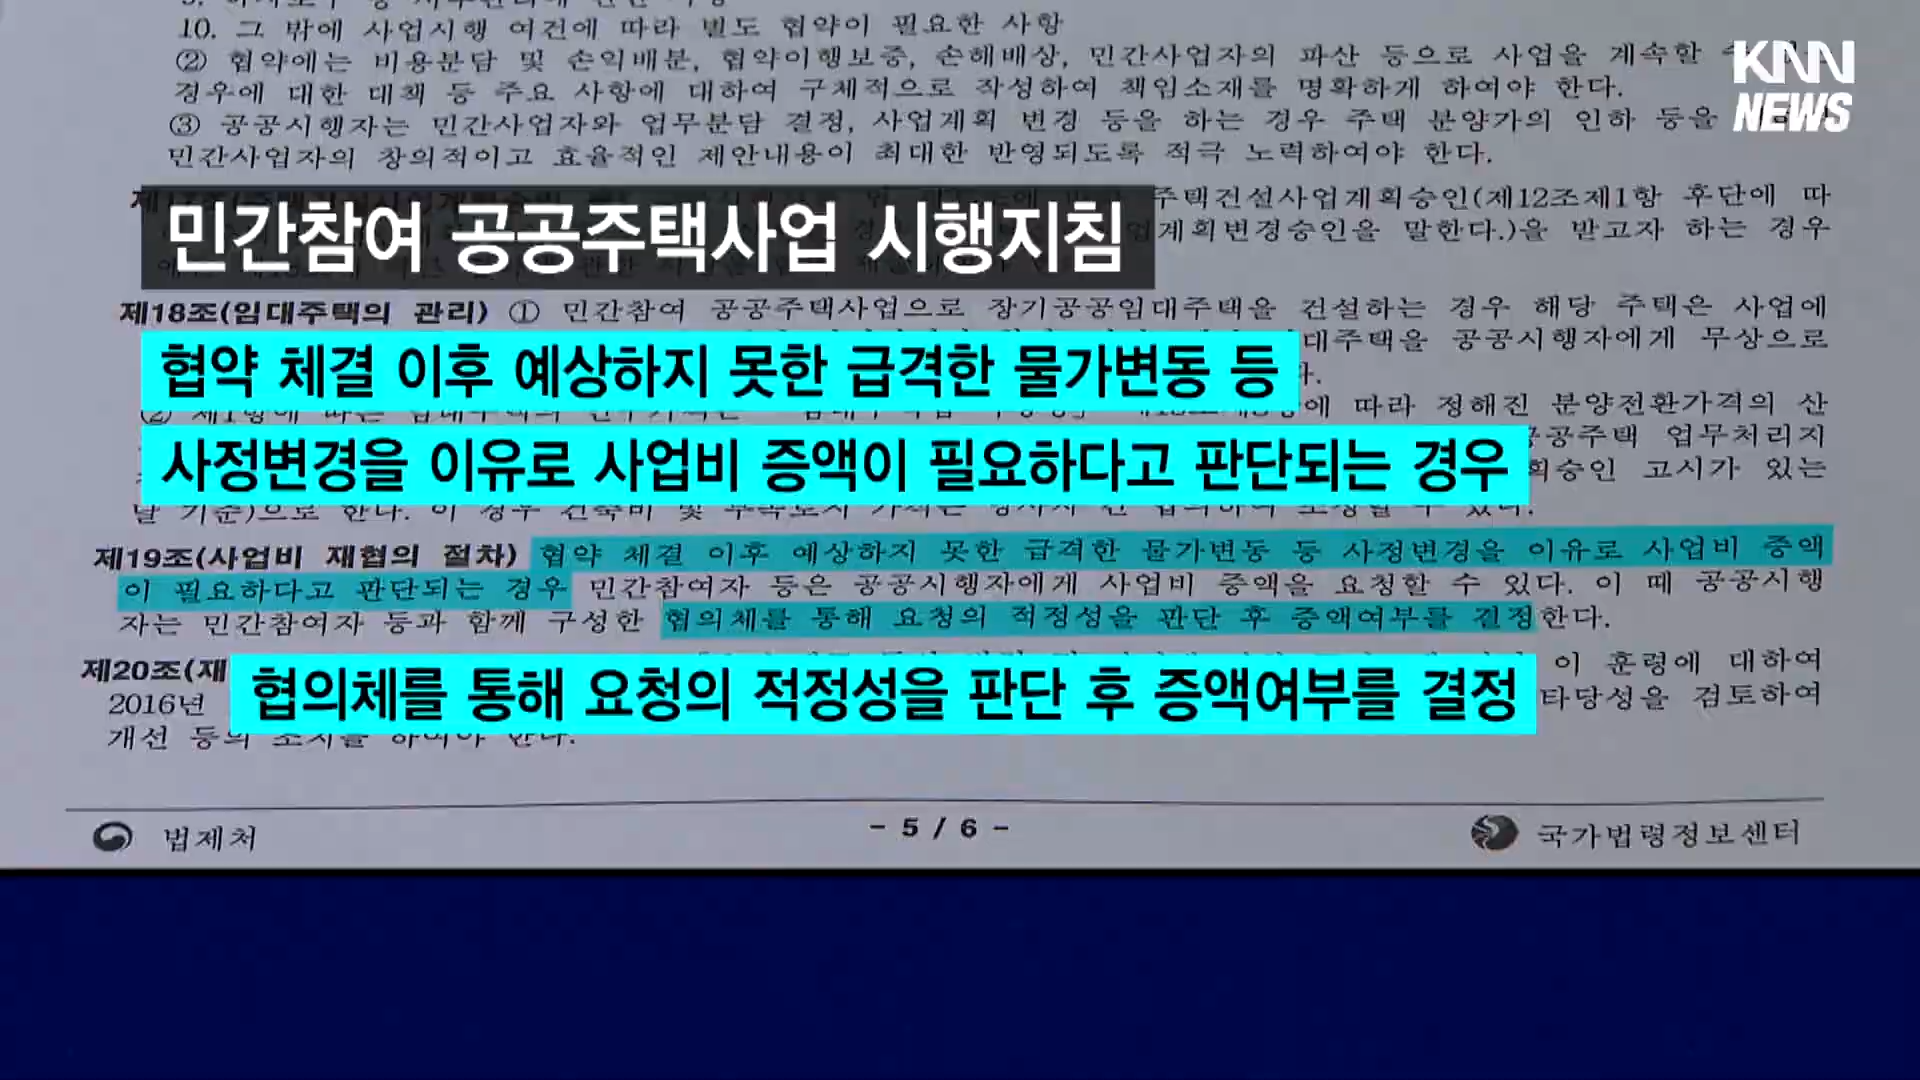 10. 그 밖에 사업시행 여건에 따라 별도 협약이 필요한 사항
② 협약에는 비용분담 및 손익배분, 협약이행보증, 손해배상, 민간사업자의 파산 등으로 사업을 계속할
경우에 대한 대책 등 주요 사항에 대하여 구체적으로 작성하여 책임소재를 명확하게 하여야 한다.
③ 공공시행자는 민간사업자와 업무분담 결정, 사업계획 변경 등을 하는 경우 주택 분양가의 인하 등을
민간사업자의 창의적이고 효율적인 제안내용이 최대한 반영되도록 적극 노력하여야 한다.
KNN
NEWS
주택건설사업계획승인(제12조제1항 후단에 따
업계획변경승인을 말한다.)을 받고자 하는 경우
민간참여 공공주택사업 시행지침
제18조(임대주택의 관리) ① 민간참여 공공주택사업으로 장기공공임대주택을 건설하는 경우 해당 주택은 사업에
대주택을 공공시행자에게 무상으로
협약 체결 이후 예상하지 못한 급격한 물가변동 등
에 따라 정해진 분양전환가격의 산
공공주택 업무처리지
사정변경을 이유로 사업비 증액이 필요하다고 판단되는 경우
획승인 고시가 있는
제19조(사업비 재협의 절차) 협약 체결 이후 예상하지 못한 급격한 물가변동 등 사정변경을 이유로 사업비 증액
이 필요하다고 판단되는 경우 민간참여자 등은 공공시행자에게 사업비 증액을 요청할 수 있다. 이 때 공공시행
자는 민간참여자 등과 함께 구성한 협의체를 통해 요청의 적정성을 판단 후 증액여부를 결정한다.
제20조(재 이 훈령에 대하여
협의체를 통해 요청의 적정성을 판단 후 증액여부를 결정
2016년 타당성을 검토하여
개선 등의 조치를 하여야 한다.
법제처
- 5 / 6 -
국가법령정보센터